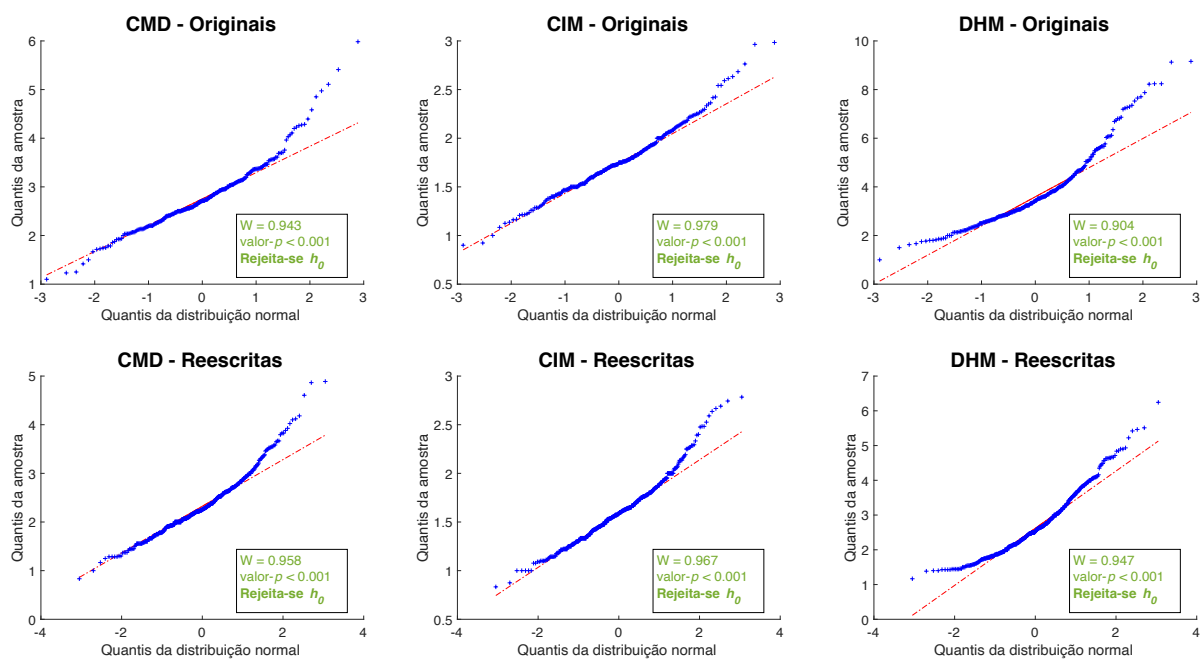 CMD - Originais
6
5
4
3
2
1
Quantis da amostra
W = 0.943
valor-p < 0.001
Rejeita-se h0
-3 -2 -1 0 1 2 3
Quantis da distribuição normal
CIM - Originais
3
2.5
2
1.5
1
0.5
Quantis da amostra
W = 0.979
valor-p < 0.001
Rejeita-se h0
-3 -2 -1 0 1 2 3
Quantis da distribuição normal
DHM - Originais
10
8
6
4
2
0
Quantis da amostra
W = 0.904
valor-p < 0.001
Rejeita-se h0
-3 -2 -1 0 1 2 3
Quantis da distribuição normal
CMD - Reescritas
5
4
3
2
1
0
Quantis da amostra
W = 0.958
valor-p < 0.001
Rejeita-se h0
-4 -2 0 2 4
Quantis da distribuição normal
CIM - Reescritas
3
2.5
2
1.5
1
0.5
Quantis da amostra
W = 0.967
valor-p < 0.001
Rejeita-se h0
-4 -2 0 2 4
Quantis da distribuição normal
DHM - Reescritas
7
6
5
4
3
2
1
0
Quantis da amostra
W = 0.947
valor-p < 0.001
Rejeita-se h0
-4 -2 0 2 4
Quantis da distribuição normal